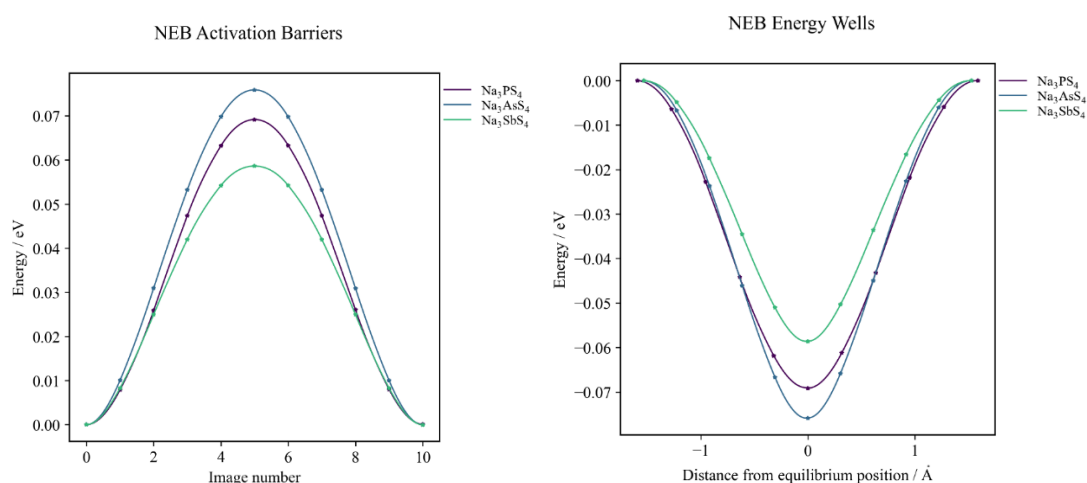 NEB Activation Barriers
Energy / eV
0.07
0.06
0.05
0.04
0.03
0.02
0.01
0.00
0 2 4 6 8 10
Image number
Na₃PS₄
Na₃AsS₄
Na₃SbS₄
NEB Energy Wells
Energy / eV
0.00
−0.01
−0.02
−0.03
−0.04
−0.05
−0.06
−0.07
−1 0 1
Distance from equilibrium position / Å
Na₃PS₄
Na₃AsS₄
Na₃SbS₄